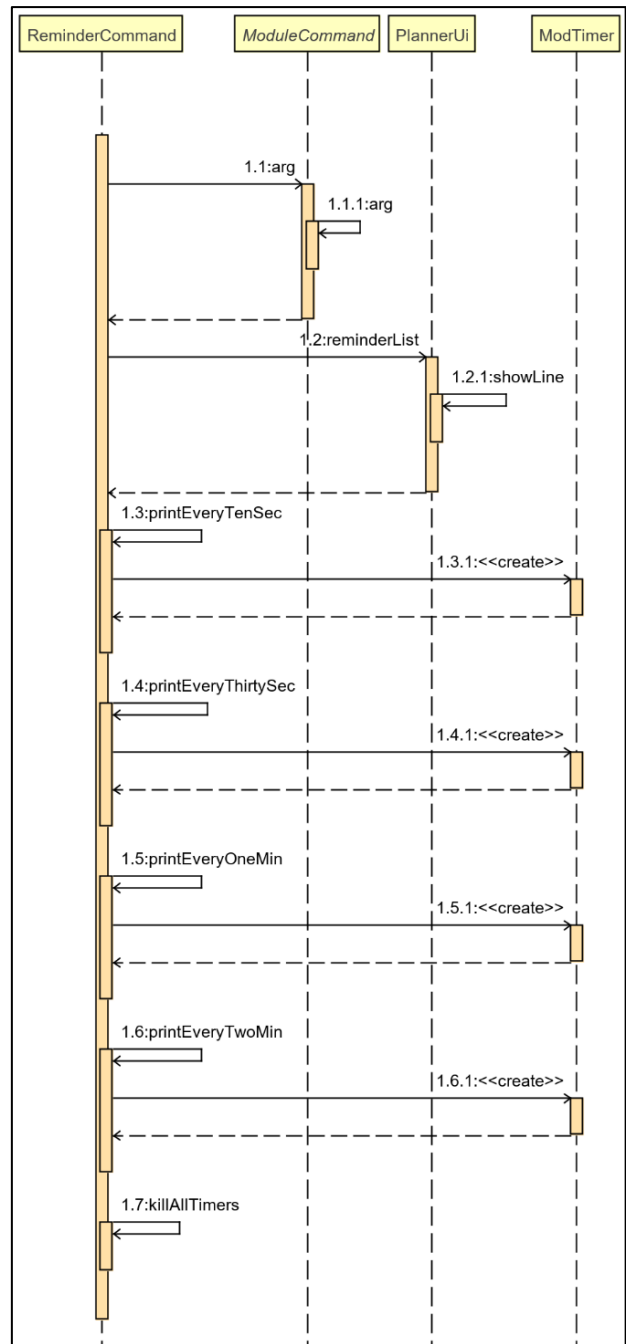 ReminderCommand
ModuleCommand
PlannerUi
ModTimer
1.1:arg
1.1.1:arg
1.2:reminderList
1.2.1:showLine
1.3:printEveryTenSec
1.3.1:<<create>>
1.4:printEveryThirtySec
1.4.1:<<create>>
1.5:printEveryOneMin
1.5.1:<<create>>
1.6:printEveryTwoMin
1.6.1:<<create>>
1.7:killAllTimers